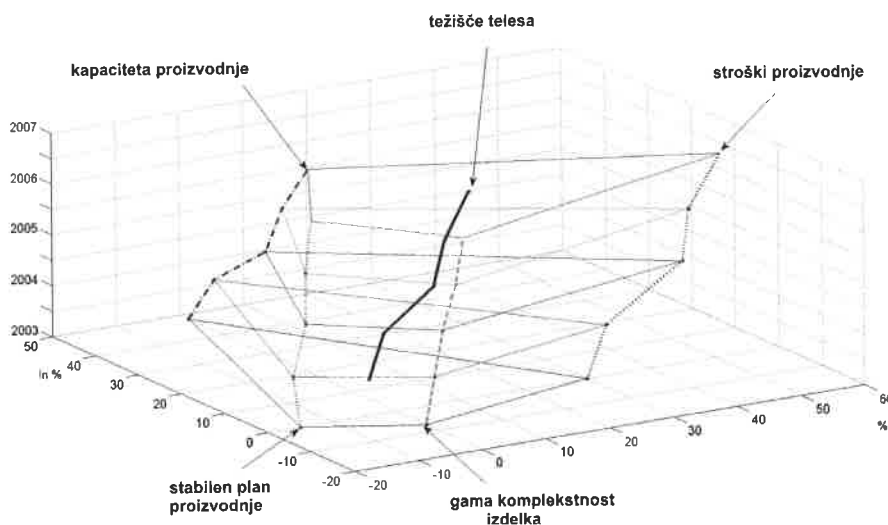 težišče telesa
kapaciteta proizvodnje
stroški proizvodnje
2007
2006
2005
2004
2003
50
40
30
20
10
0
-10
-20
in %
-20
-10
0
10
20
30
40
50
60
%
stabilen plan
proizvodnje
gama komplekstnost
izdelka